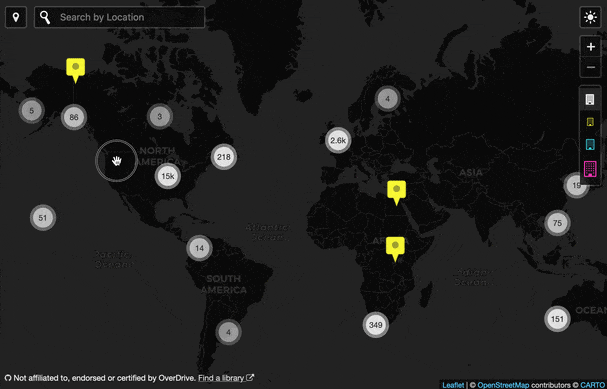 Search by Location
+
−
5
86
3
4
2.6k
218
NORTH
AMERICA
15k
ASIA
19
51
Atlantic
Ocean
75
14
Pacific
Ocean
AFRICA
Indian
Ocean
SOUTH
AMERICA
4
349
151
OCEAN
Not affiliated to, endorsed or certified by OverDrive. Find a library
Leaflet | © OpenStreetMap contributors © CARTO